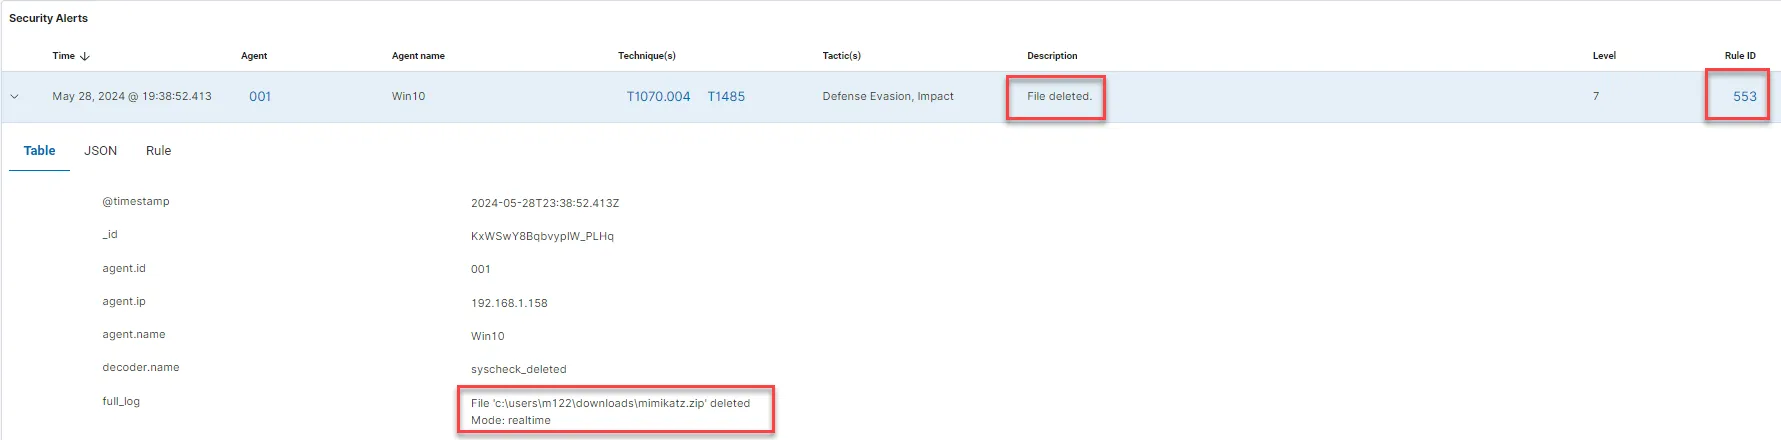 Security Alerts
Time Agent Agent name Technique(s) Tactic(s) Description Level Rule ID
May 28, 2024 @ 19:38:52.413 001 Win10 T1070.004 T1485 Defense Evasion, Impact File deleted. 7 553
Table JSON Rule
@timestamp 2024-05-28T23:38:52.413Z
_id KxWSwY8BqbvyplW_PLHq
agent.id 001
agent.ip 192.168.1.158
agent.name Win10
decoder.name syscheck_deleted
full_log File 'c:\users\m122\downloads\mimikatz.zip' deleted
Mode: realtime